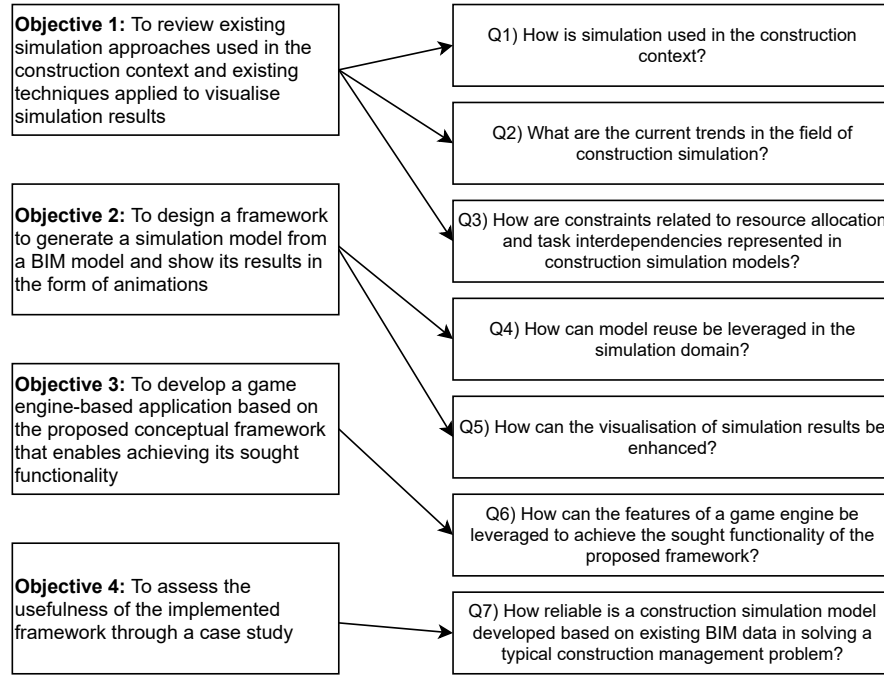 Objective 1: To review existing
simulation approaches used in the
construction context and existing
techniques applied to visualise
simulation results
Objective 2: To design a framework
to generate a simulation model from
a BIM model and show its results in
the form of animations
Objective 3: To develop a game
engine-based application based on
the proposed conceptual framework
that enables achieving its sought
functionality
Objective 4: To assess the
usefulness of the implemented
framework through a case study
Q1) How is simulation used in the construction
context?
Q2) What are the current trends in the field of
construction simulation?
Q3) How are constraints related to resource allocation
and task interdependencies represented in
construction simulation models?
Q4) How can model reuse be leveraged in the
simulation domain?
Q5) How can the visualisation of simulation results be
enhanced?
Q6) How can the features of a game engine be
leveraged to achieve the sought functionality of the
proposed framework?
Q7) How reliable is a construction simulation model
developed based on existing BIM data in solving a
typical construction management problem?